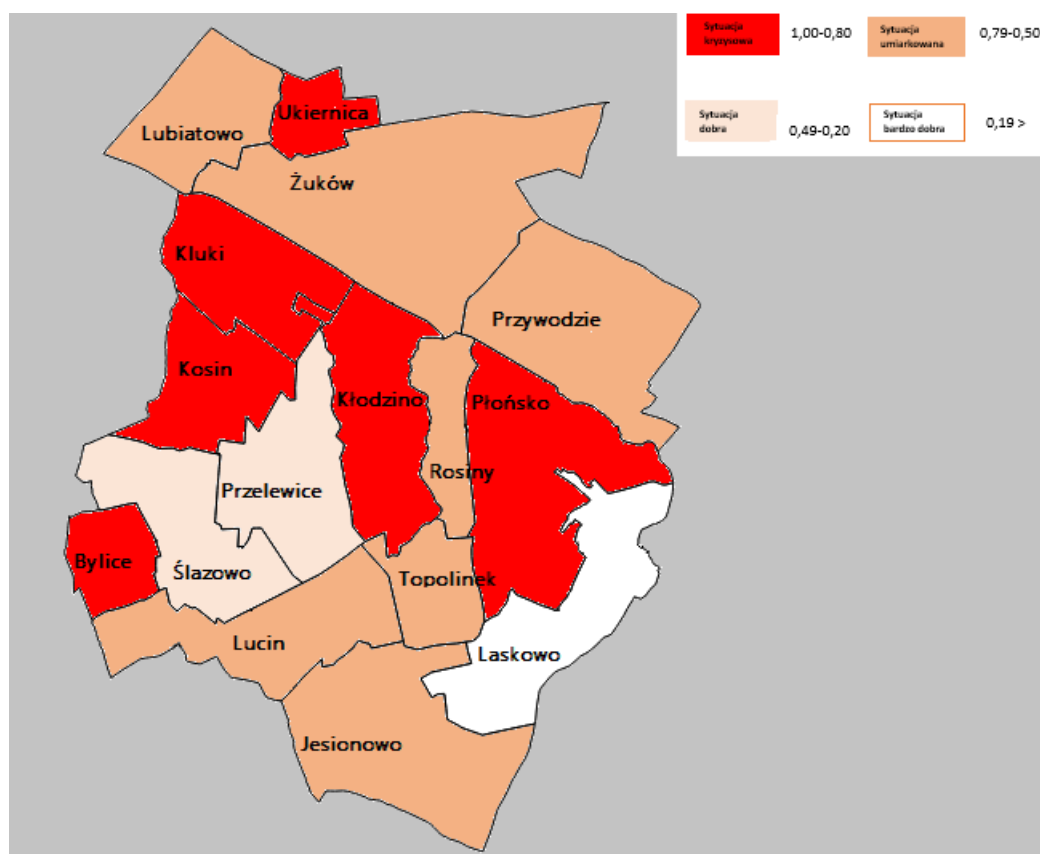 Sytuacja
kryzysowa
1,00-0,80
Sytuacja
umiarkowana
0,79-0,50
Sytuacja
dobra
0,49-0,20
Sytuacja
bardzo dobra
0,19 >
Ukiernica
Lubiatowo
Żuków
Kluki
Przywodzie
Kosin
Kłodzino
Płońsko
Rosiny
Przelewice
Bylice
Ślazowo
Topolinek
Lucin
Laskowo
Jesionowo